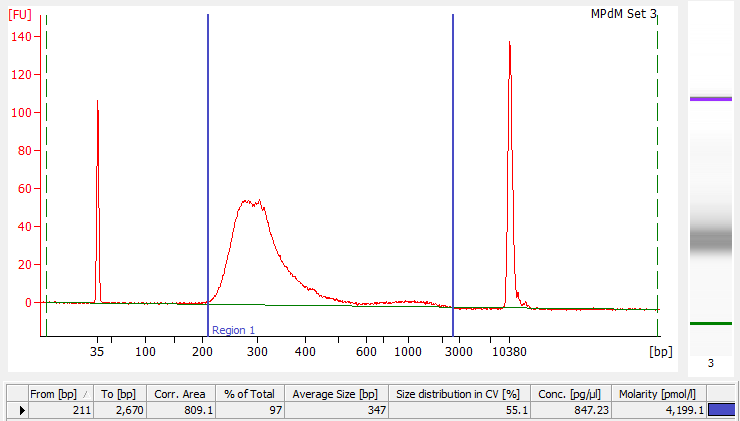 [FU]
MPdM Set 3
140
120
100
80
60
40
20
0
Region 1
35 100 200 300 400 600 1000 3000 10380 [bp]
3
From [bp] To [bp] Corr. Area % of Total Average Size [bp] Size distribution in CV [%] Conc. [pg/µl] Molarity [pmol/l]
211 2,670 809.1 97 347 55.1 847.23 4,199.1